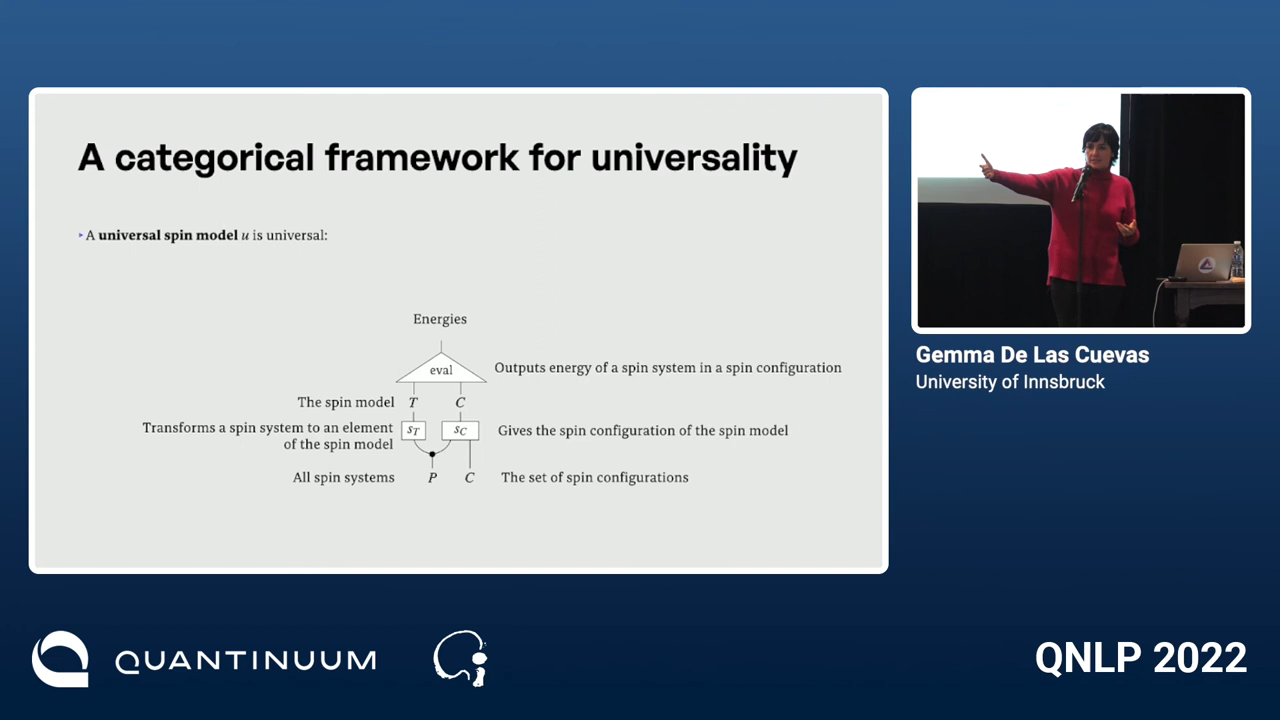 A categorical framework for universality
‣A universal spin model u is universal:
Energies
eval
Outputs energy of a spin system in a spin configuration
The spin model
T
C
Transforms a spin system to an element
of the spin model
sT
sC
Gives the spin configuration of the spin model
All spin systems
P
C
The set of spin configurations
Gemma De Las Cuevas
University of Innsbruck
QUANTINUUM
QNLP 2022